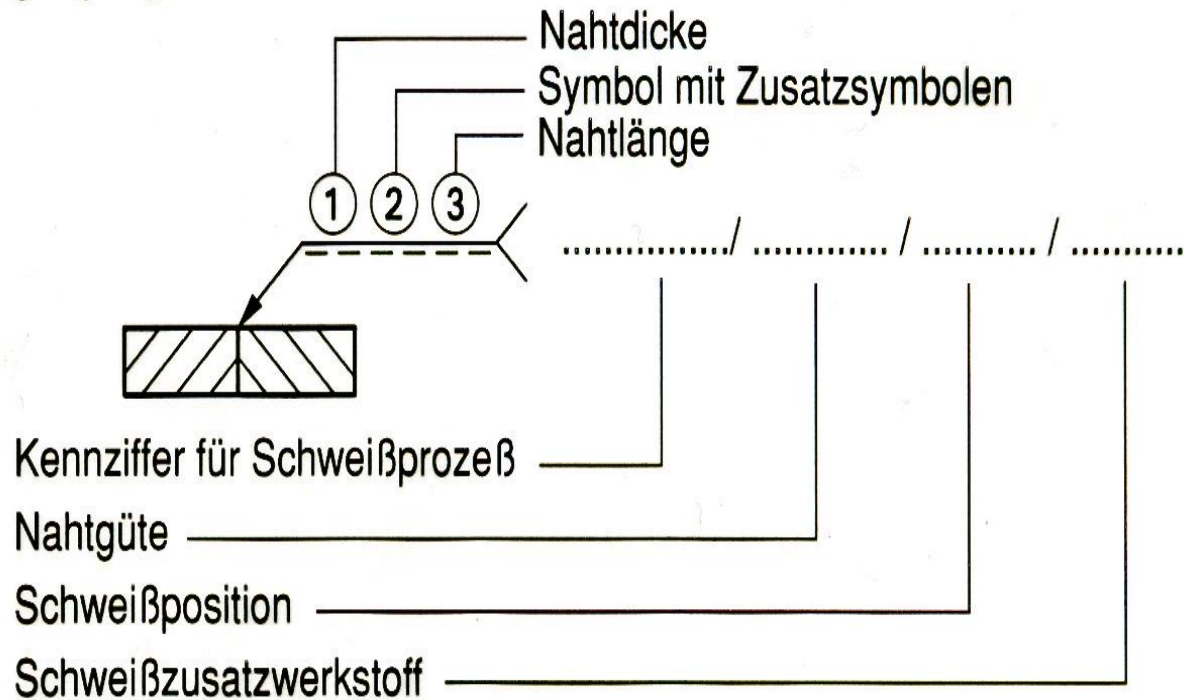 Nahtdicke
Symbol mit Zusatzsymbolen
Nahtlänge
1 2 3
/ / /
Kennziffer für Schweißprozeß
Nahtgüte
Schweißposition
Schweißzusatzwerkstoff